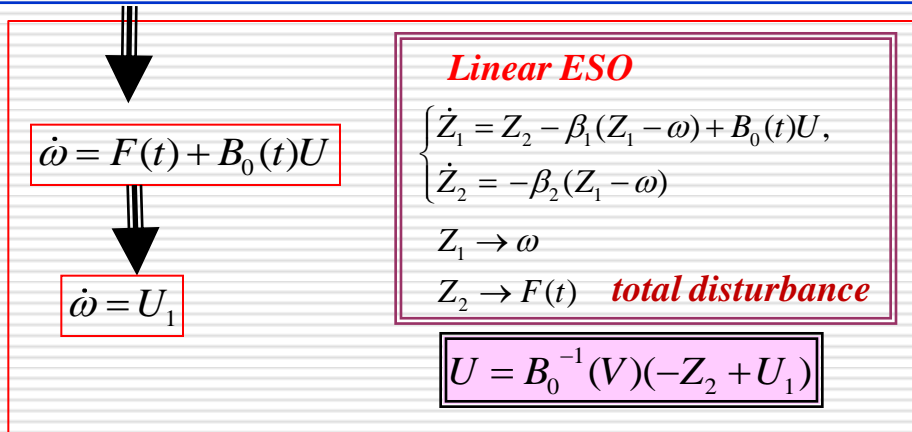 ω̇ = F(t) + B₀(t)U
ω̇ = U₁
Linear ESO
{ Ż₁ = Z₂ − β₁(Z₁ − ω) + B₀(t)U,
Ż₂ = −β₂(Z₁ − ω)
Z₁ → ω
Z₂ → F(t) total disturbance
U = B₀⁻¹(V)(−Z₂ + U₁)